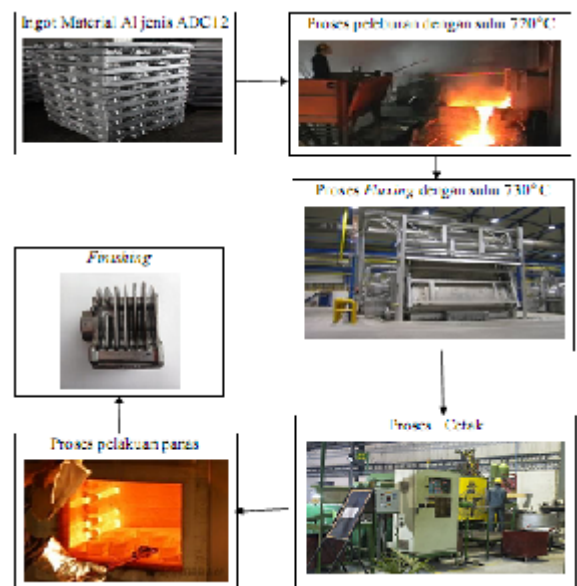 Ingot Material Al jenis ADC12
Proses peleburan dengan suhu 720°C
Proses Fluxing dengan suhu 730°C
Finishing
Proses Cetak
Proses pelakuan panas